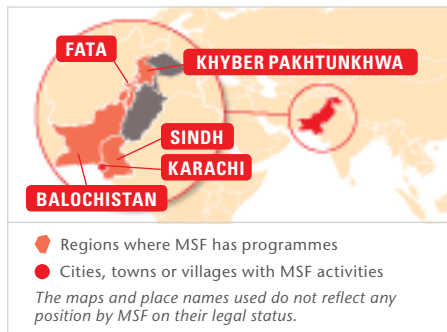 FATA
KHYBER PAKHTUNKHWA
SINDH
KARACHI
BALOCHISTAN
Regions where MSF has programmes
Cities, towns or villages with MSF activities
The maps and place names used do not reflect any
position by MSF on their legal status.